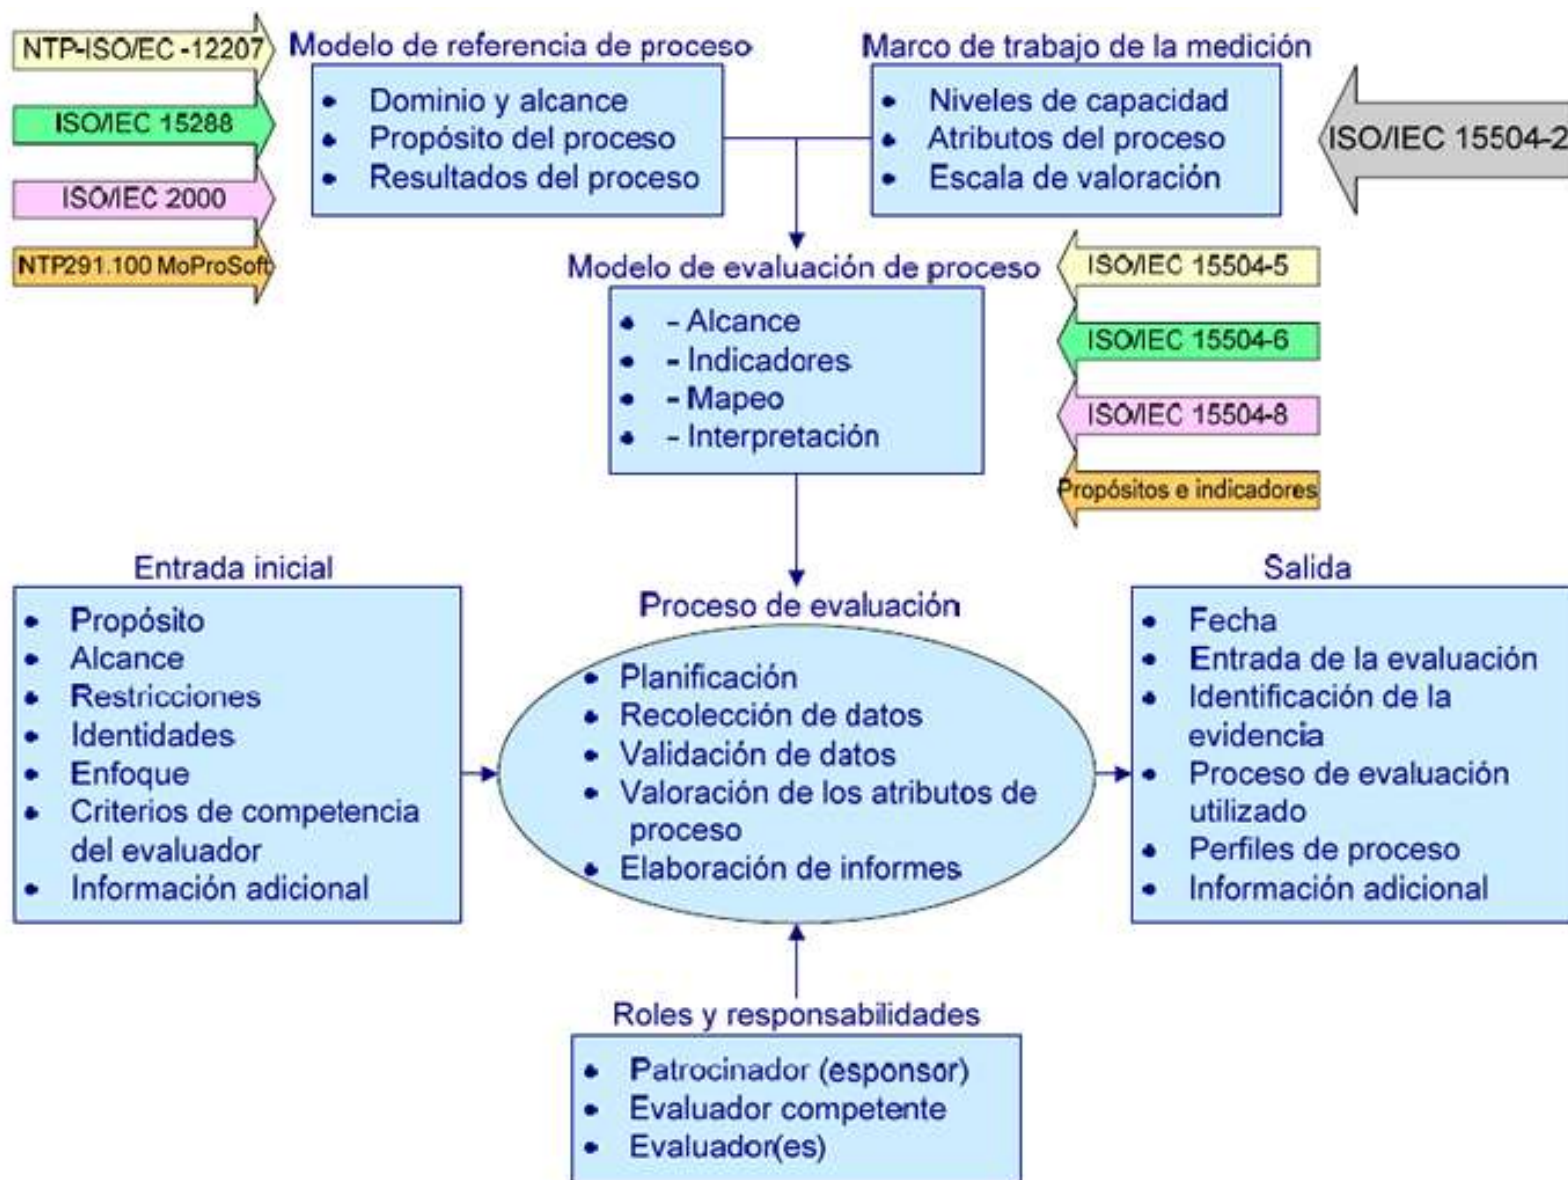 NTP-ISO/EC -12207
ISO/IEC 15288
ISO/IEC 2000
NTP291.100 MoProSoft
Modelo de referencia de proceso
• Dominio y alcance
• Propósito del proceso
• Resultados del proceso
Marco de trabajo de la medición
• Niveles de capacidad
• Atributos del proceso
• Escala de valoración
ISO/IEC 15504-2
Modelo de evaluación de proceso
• - Alcance
• - Indicadores
• - Mapeo
• - Interpretación
ISO/IEC 15504-5
ISO/IEC 15504-6
ISO/IEC 15504-8
Propósitos e indicadores
Entrada inicial
• Propósito
• Alcance
• Restricciones
• Identidades
• Enfoque
• Criterios de competencia
del evaluador
• Información adicional
Proceso de evaluación
• Planificación
• Recolección de datos
• Validación de datos
• Valoración de los atributos de
proceso
• Elaboración de informes
Salida
• Fecha
• Entrada de la evaluación
• Identificación de la
evidencia
• Proceso de evaluación
utilizado
• Perfiles de proceso
• Información adicional
Roles y responsabilidades
• Patrocinador (esponsor)
• Evaluador competente
• Evaluador(es)